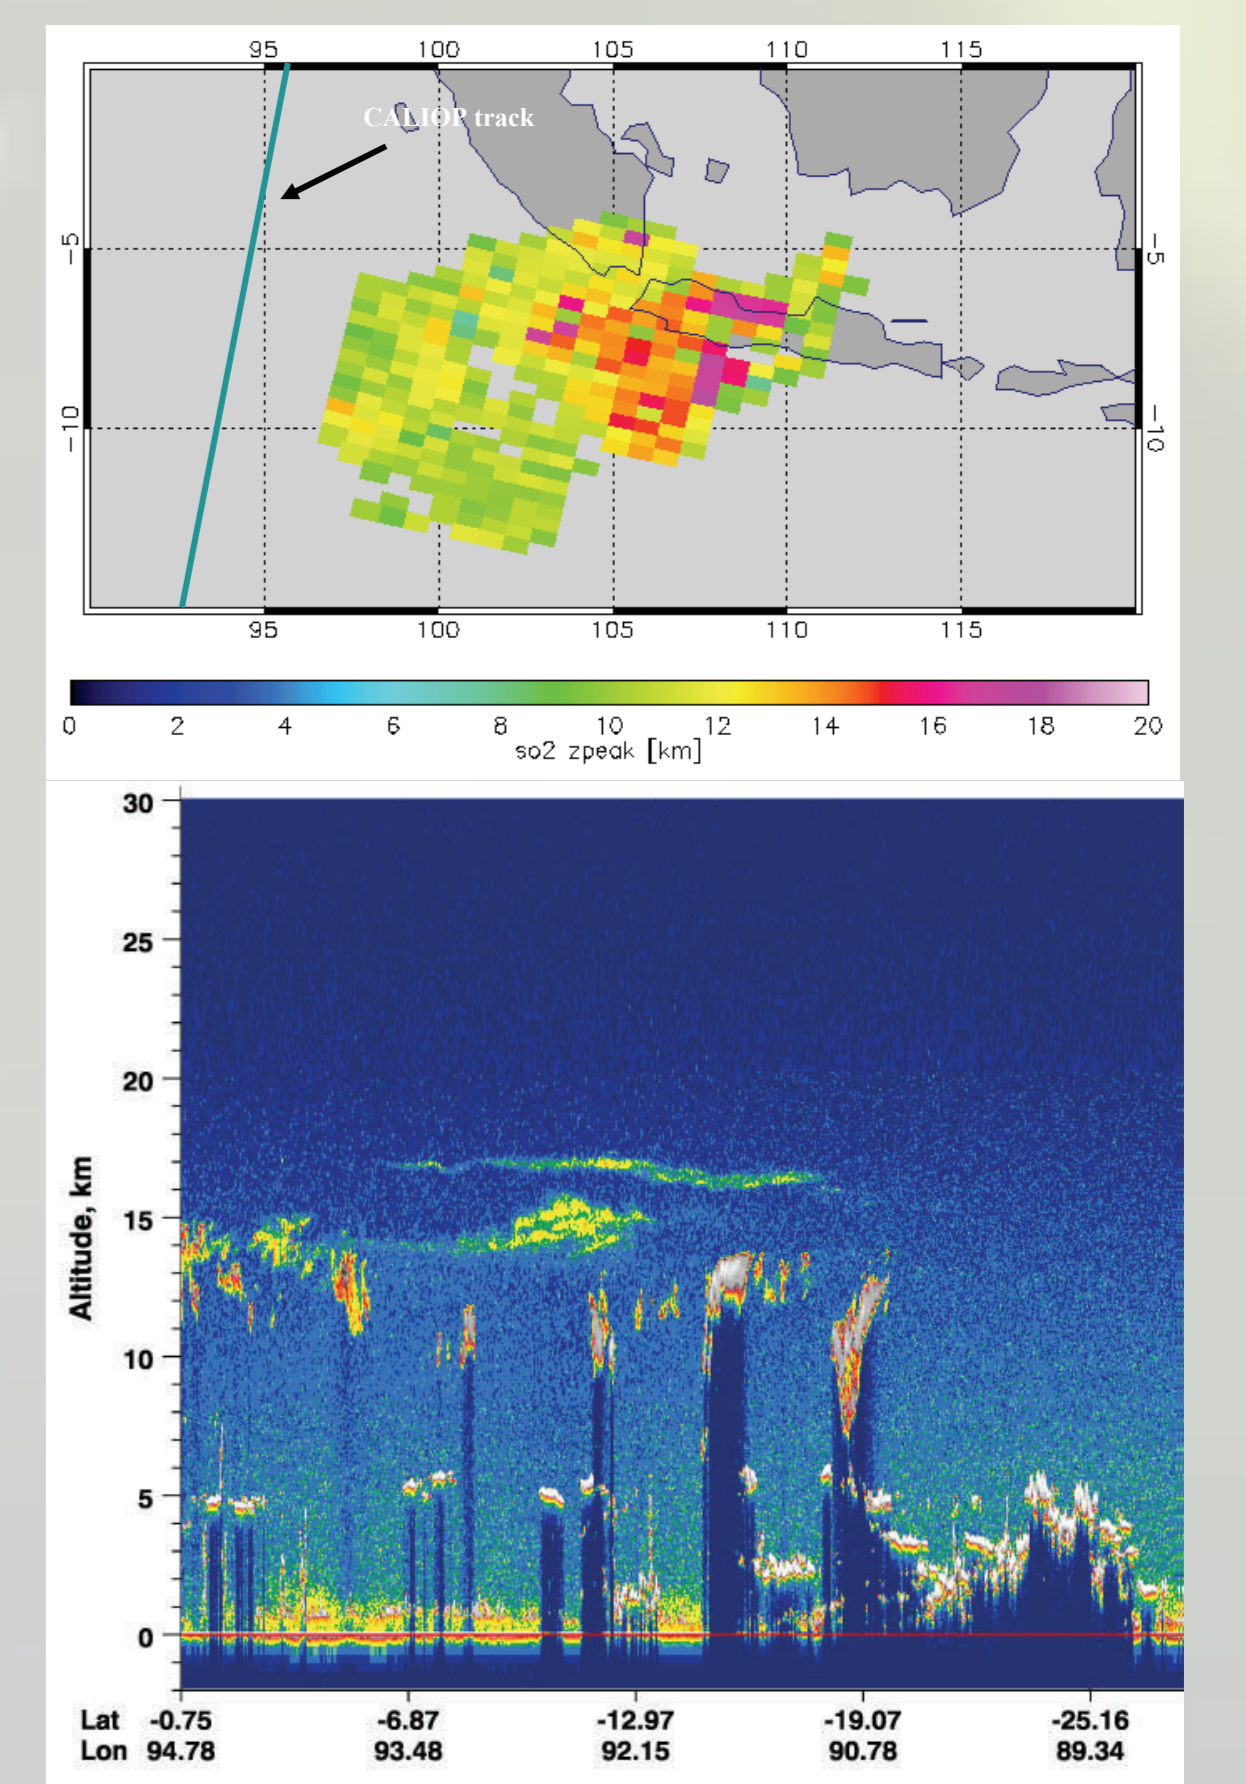 95 100 105 110 115
CALIOP track
-5 -5
-10 -10
95 100 105 110 115
0 2 4 6 8 10 12 14 16 18 20
so2 zpeak [km]
30
25
20
15
10
5
0
Altitude, km
Lat -0.75 -6.87 -12.97 -19.07 -25.16
Lon 94.78 93.48 92.15 90.78 89.34